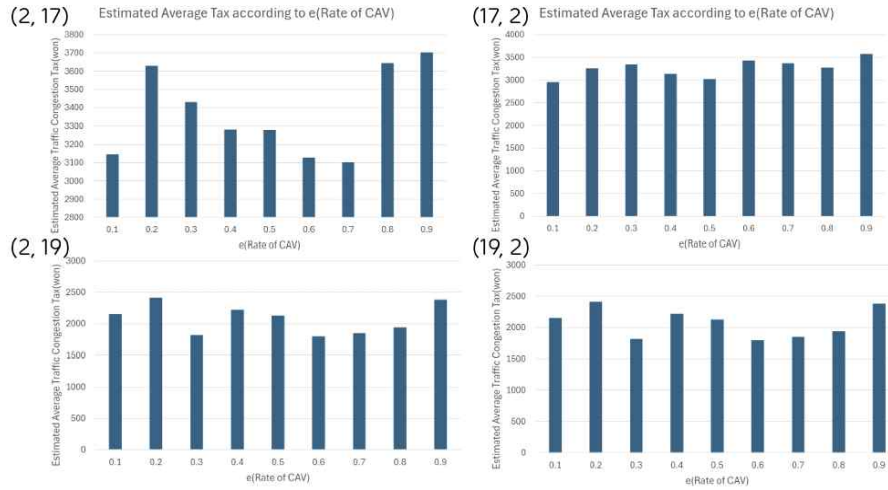 (2, 17)
Estimated Average Tax according to e(Rate of CAV)
Estimated Average Traffic Congestion Tax(won)
3800
3700
3600
3500
3400
3300
3200
3100
3000
2900
2800
0.1 0.2 0.3 0.4 0.5 0.6 0.7 0.8 0.9
e(Rate of CAV)
(17, 2)
Estimated Average Tax according to e(Rate of CAV)
Estimated Average Traffic Congestion Tax(won)
4000
3500
3000
2500
2000
1500
1000
500
0
0.1 0.2 0.3 0.4 0.5 0.6 0.7 0.8 0.9
e(Rate of CAV)
(2, 19)
Estimated Average Traffic Congestion Tax(won)
3000
2500
2000
1500
1000
500
0
0.1 0.2 0.3 0.4 0.5 0.6 0.7 0.8 0.9
e(Rate of CAV)
(19, 2)
Estimated Average Traffic Congestion Tax(won)
3000
2500
2000
1500
1000
500
0
0.1 0.2 0.3 0.4 0.5 0.6 0.7 0.8 0.9
e(Rate of CAV)